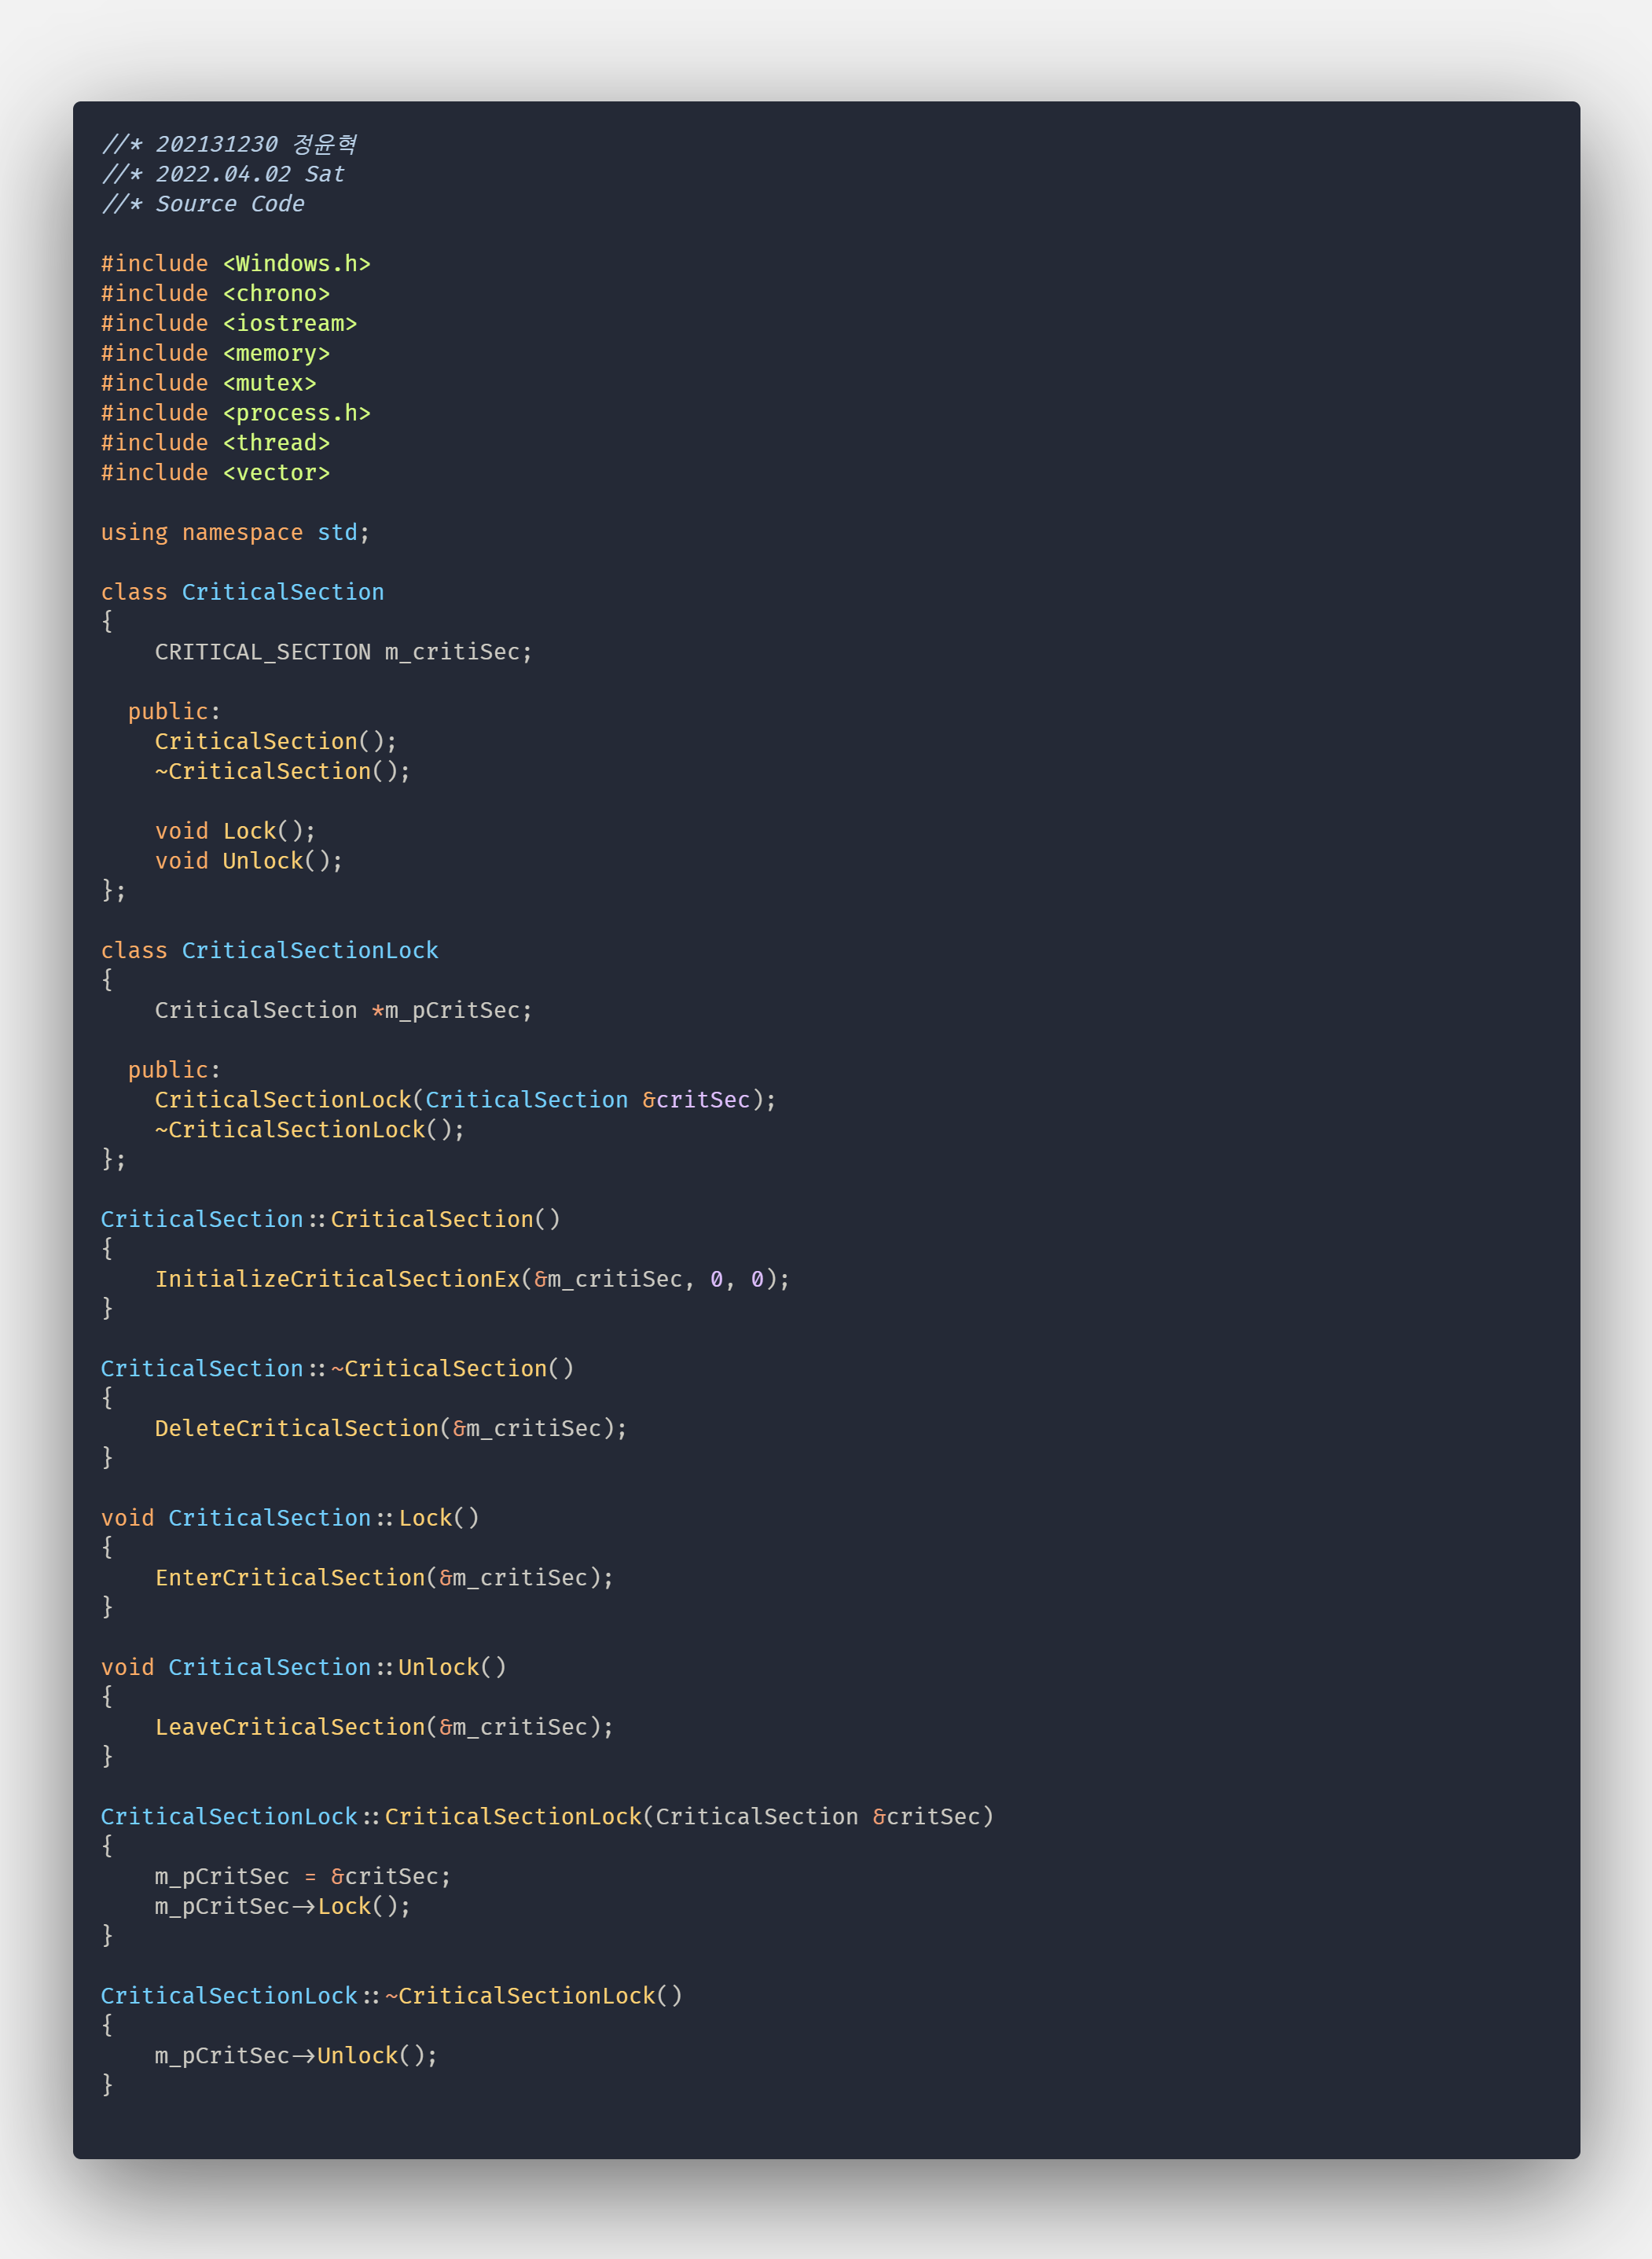 //* 202131230 정윤혁
//* 2022.04.02 Sat
//* Source Code

#include <Windows.h>
#include <chrono>
#include <iostream>
#include <memory>
#include <mutex>
#include <process.h>
#include <thread>
#include <vector>

using namespace std;

class CriticalSection
{
    CRITICAL_SECTION m_critiSec;

  public:
    CriticalSection();
    ~CriticalSection();

    void Lock();
    void Unlock();
};

class CriticalSectionLock
{
    CriticalSection *m_pCritSec;

  public:
    CriticalSectionLock(CriticalSection &critSec);
    ~CriticalSectionLock();
};

CriticalSection::CriticalSection()
{
    InitializeCriticalSectionEx(&m_critiSec, 0, 0);
}

CriticalSection::~CriticalSection()
{
    DeleteCriticalSection(&m_critiSec);
}

void CriticalSection::Lock()
{
    EnterCriticalSection(&m_critiSec);
}

void CriticalSection::Unlock()
{
    LeaveCriticalSection(&m_critiSec);
}

CriticalSectionLock::CriticalSectionLock(CriticalSection &critSec)
{
    m_pCritSec = &critSec;
    m_pCritSec->Lock();
}

CriticalSectionLock::~CriticalSectionLock()
{
    m_pCritSec->Unlock();
}